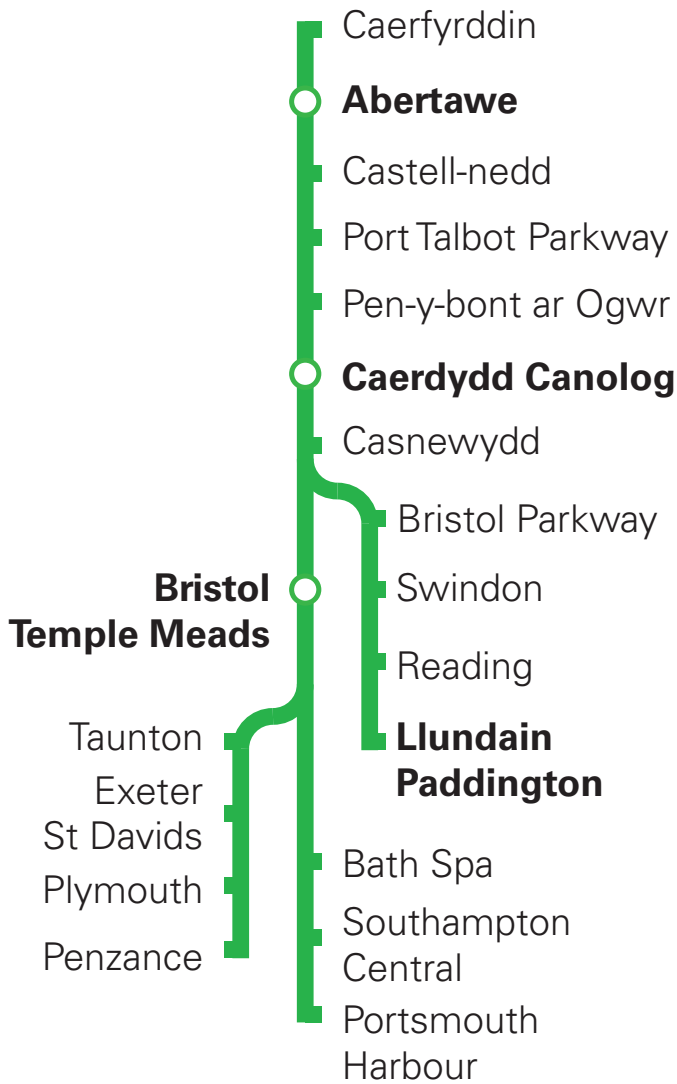 Caerfyrddin
Abertawe
Castell-nedd
Port Talbot Parkway
Pen-y-bont ar Ogwr
Caerdydd Canolog
Casnewydd
Bristol Parkway
Bristol
Temple Meads
Swindon
Reading
Llundain
Paddington
Taunton
Exeter
St Davids
Plymouth
Penzance
Bath Spa
Southampton
Central
Portsmouth
Harbour